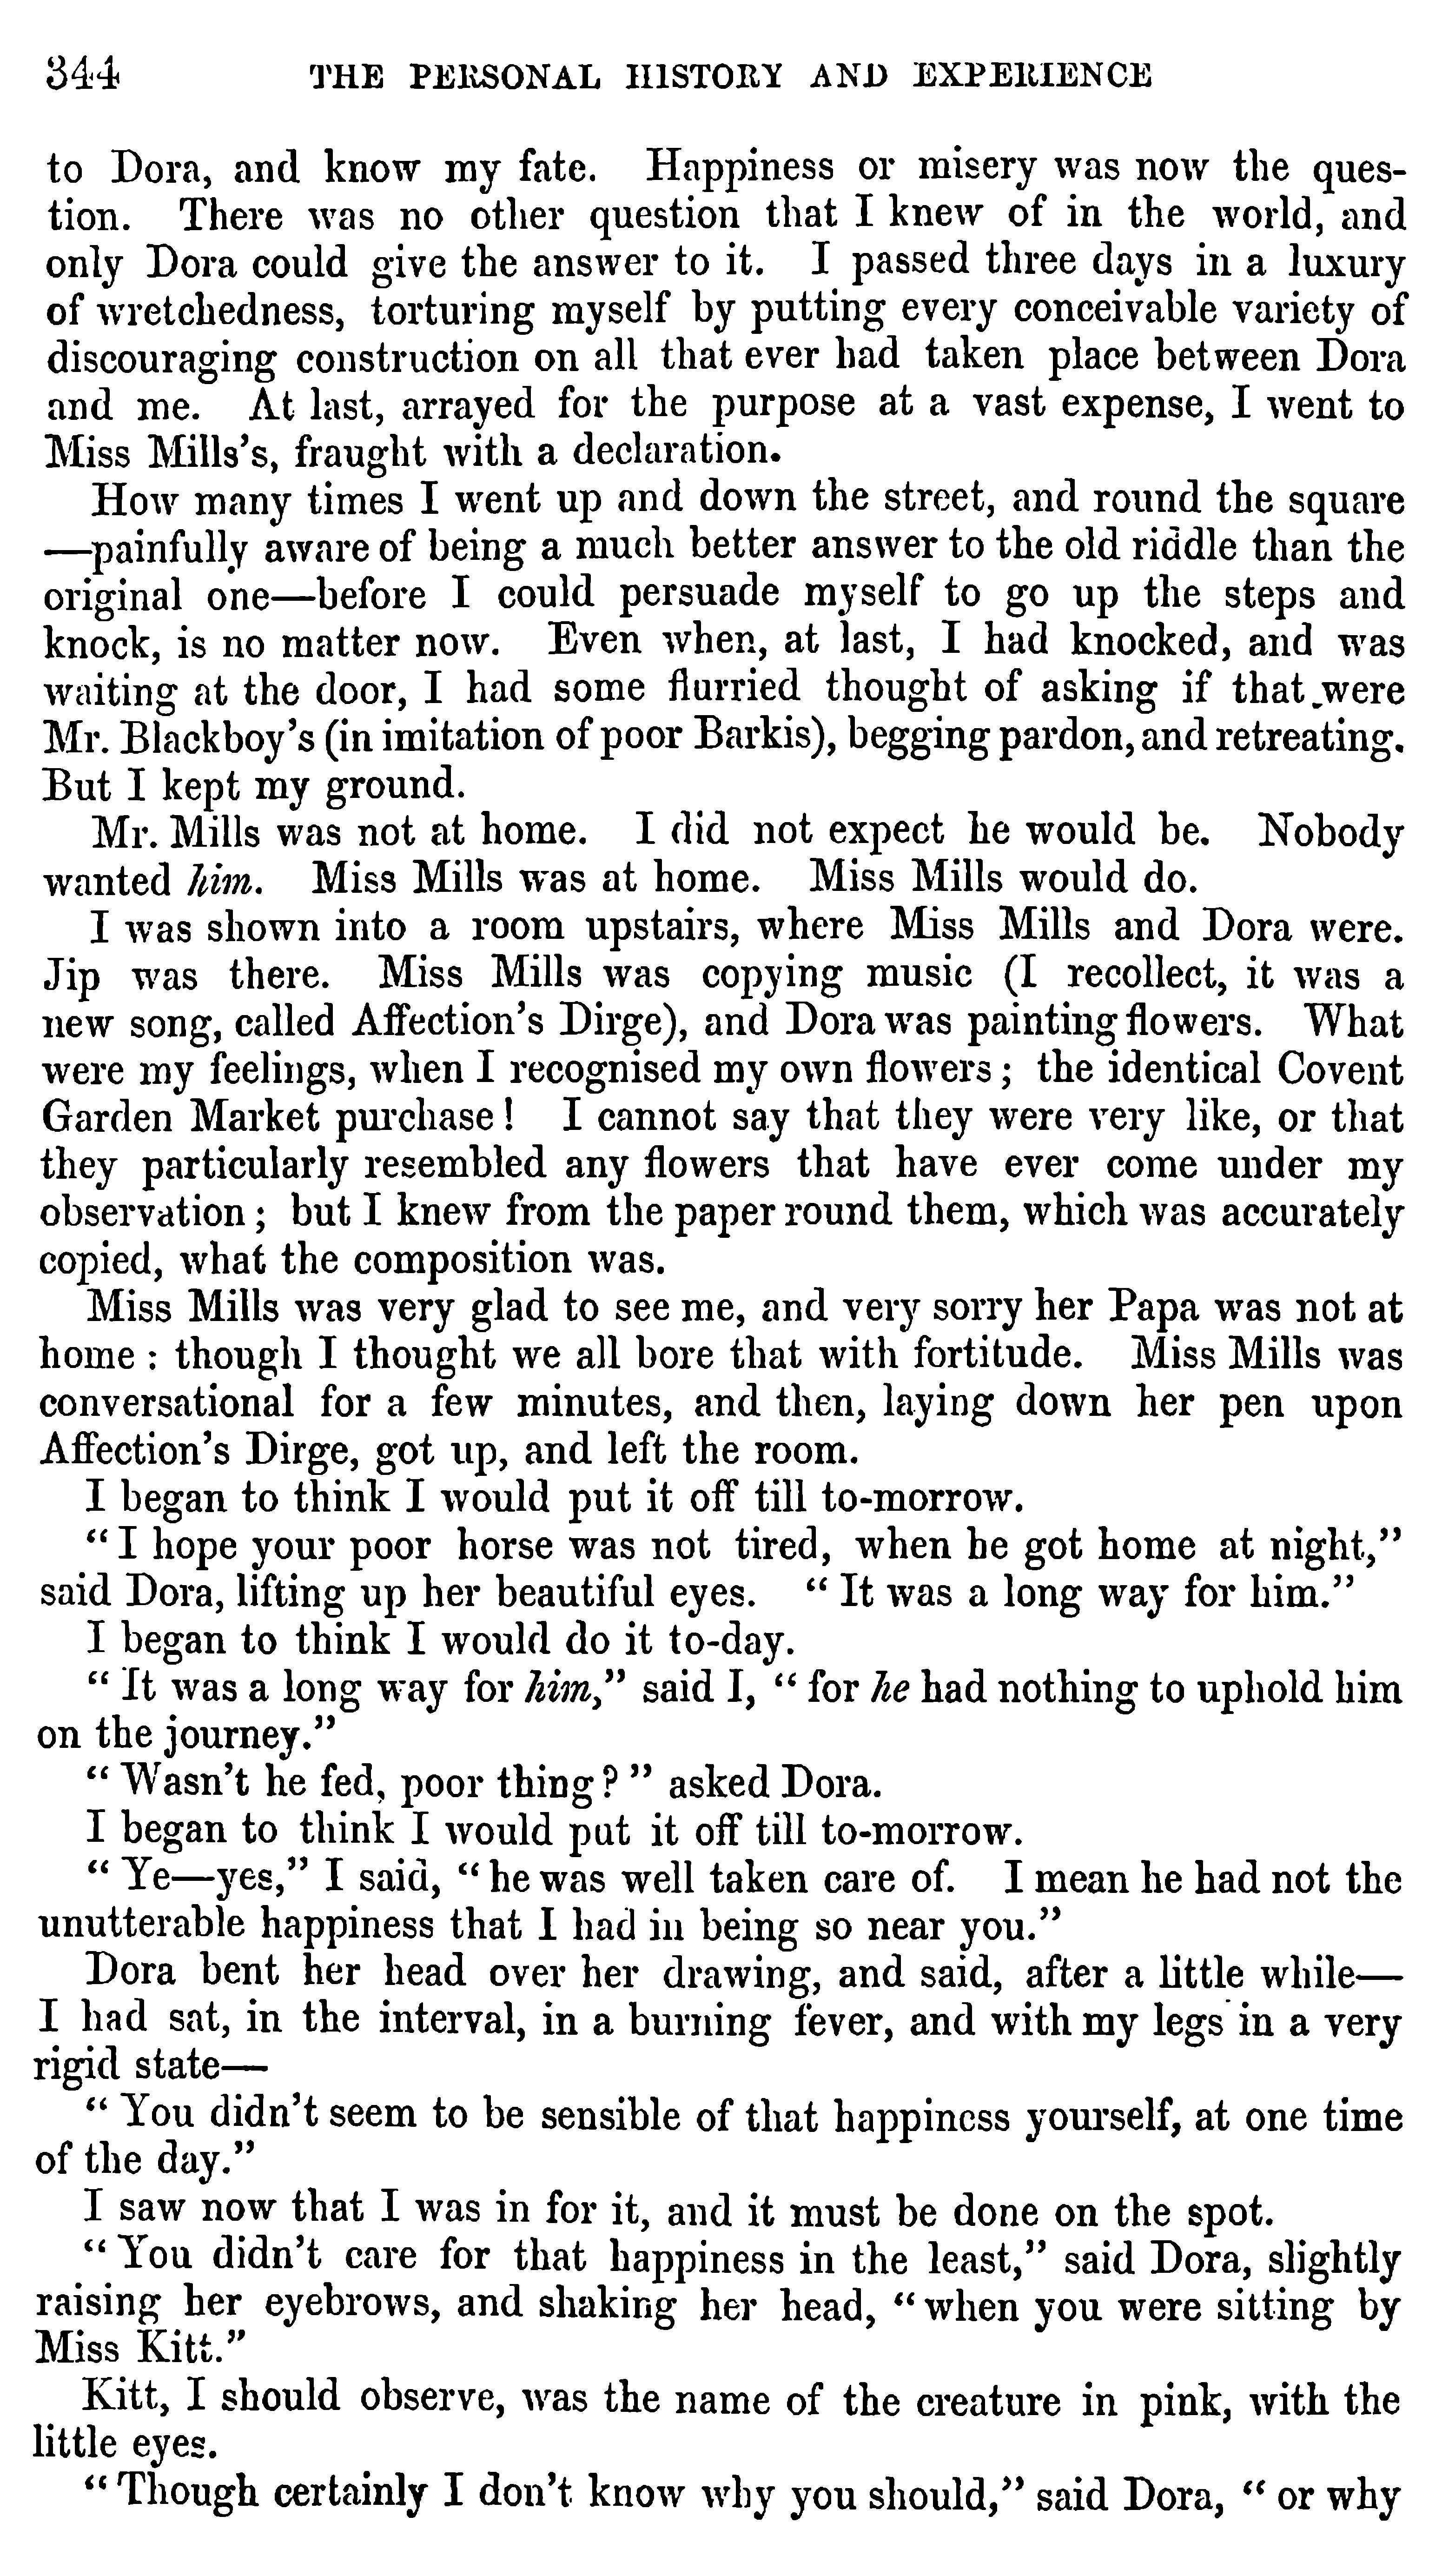 344 THE PERSONAL HISTORY AND EXPERIENCE
to Dora, and know my fate. Happiness or misery was now the ques-
tion. There was no other question that I knew of in the world, and
only Dora could give the answer to it. I passed three days in a luxury
of wretchedness, torturing myself by putting every conceivable variety of
discouraging construction on all that ever had taken place between Dora
and me. At last, arrayed for the purpose at a vast expense, I went to
Miss Mills's, fraught with a declaration.
How many times I went up and down the street, and round the square
—painfully aware of being a much better answer to the old riddle than the
original one—before I could persuade myself to go up the steps and
knock, is no matter now. Even when, at last, I had knocked, and was
waiting at the door, I had some flurried thought of asking if that were
Mr. Blackboy's (in imitation of poor Barkis), begging pardon, and retreating.
But I kept my ground.
Mr. Mills was not at home. I did not expect he would be. Nobody
wanted him. Miss Mills was at home. Miss Mills would do.
I was shown into a room upstairs, where Miss Mills and Dora were.
Jip was there. Miss Mills was copying music (I recollect, it was a
new song, called Affection's Dirge), and Dora was painting flowers. What
were my feelings, when I recognised my own flowers; the identical Covent
Garden Market purchase! I cannot say that they were very like, or that
they particularly resembled any flowers that have ever come under my
observation; but I knew from the paper round them, which was accurately
copied, what the composition was.
Miss Mills was very glad to see me, and very sorry her Papa was not at
home: though I thought we all bore that with fortitude. Miss Mills was
conversational for a few minutes, and then, laying down her pen upon
Affection's Dirge, got up, and left the room.
I began to think I would put it off till to-morrow.
"I hope your poor horse was not tired, when he got home at night,"
said Dora, lifting up her beautiful eyes. "It was a long way for him."
I began to think I would do it to-day.
"It was a long way for him," said I, "for he had nothing to uphold him
on the journey."
"Wasn't he fed, poor thing?" asked Dora.
I began to think I would put it off till to-morrow.
"Ye—yes," I said, "he was well taken care of. I mean he had not the
unutterable happiness that I had in being so near you."
Dora bent her head over her drawing, and said, after a little while—
I had sat, in the interval, in a burning fever, and with my legs in a very
rigid state—
"You didn't seem to be sensible of that happiness yourself, at one time
of the day."
I saw now that I was in for it, and it must be done on the spot.
"You didn't care for that happiness in the least," said Dora, slightly
raising her eyebrows, and shaking her head, "when you were sitting by
Miss Kitt."
Kitt, I should observe, was the name of the creature in pink, with the
little eyes.
"Though certainly I don't know why you should," said Dora, "or why